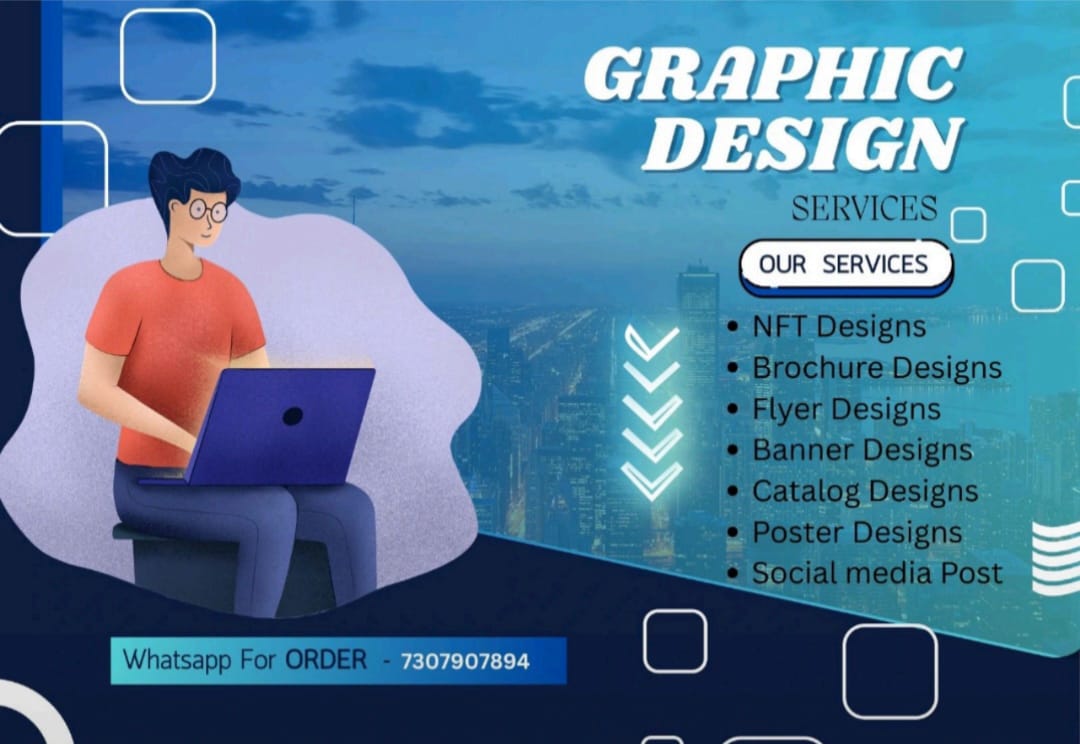 GRAPHIC
DESIGN
SERVICES
OUR SERVICES
• NFT Designs
• Brochure Designs
• Flyer Designs
• Banner Designs
• Catalog Designs
• Poster Designs
• Social media Post
Whatsapp For ORDER - 7307907894